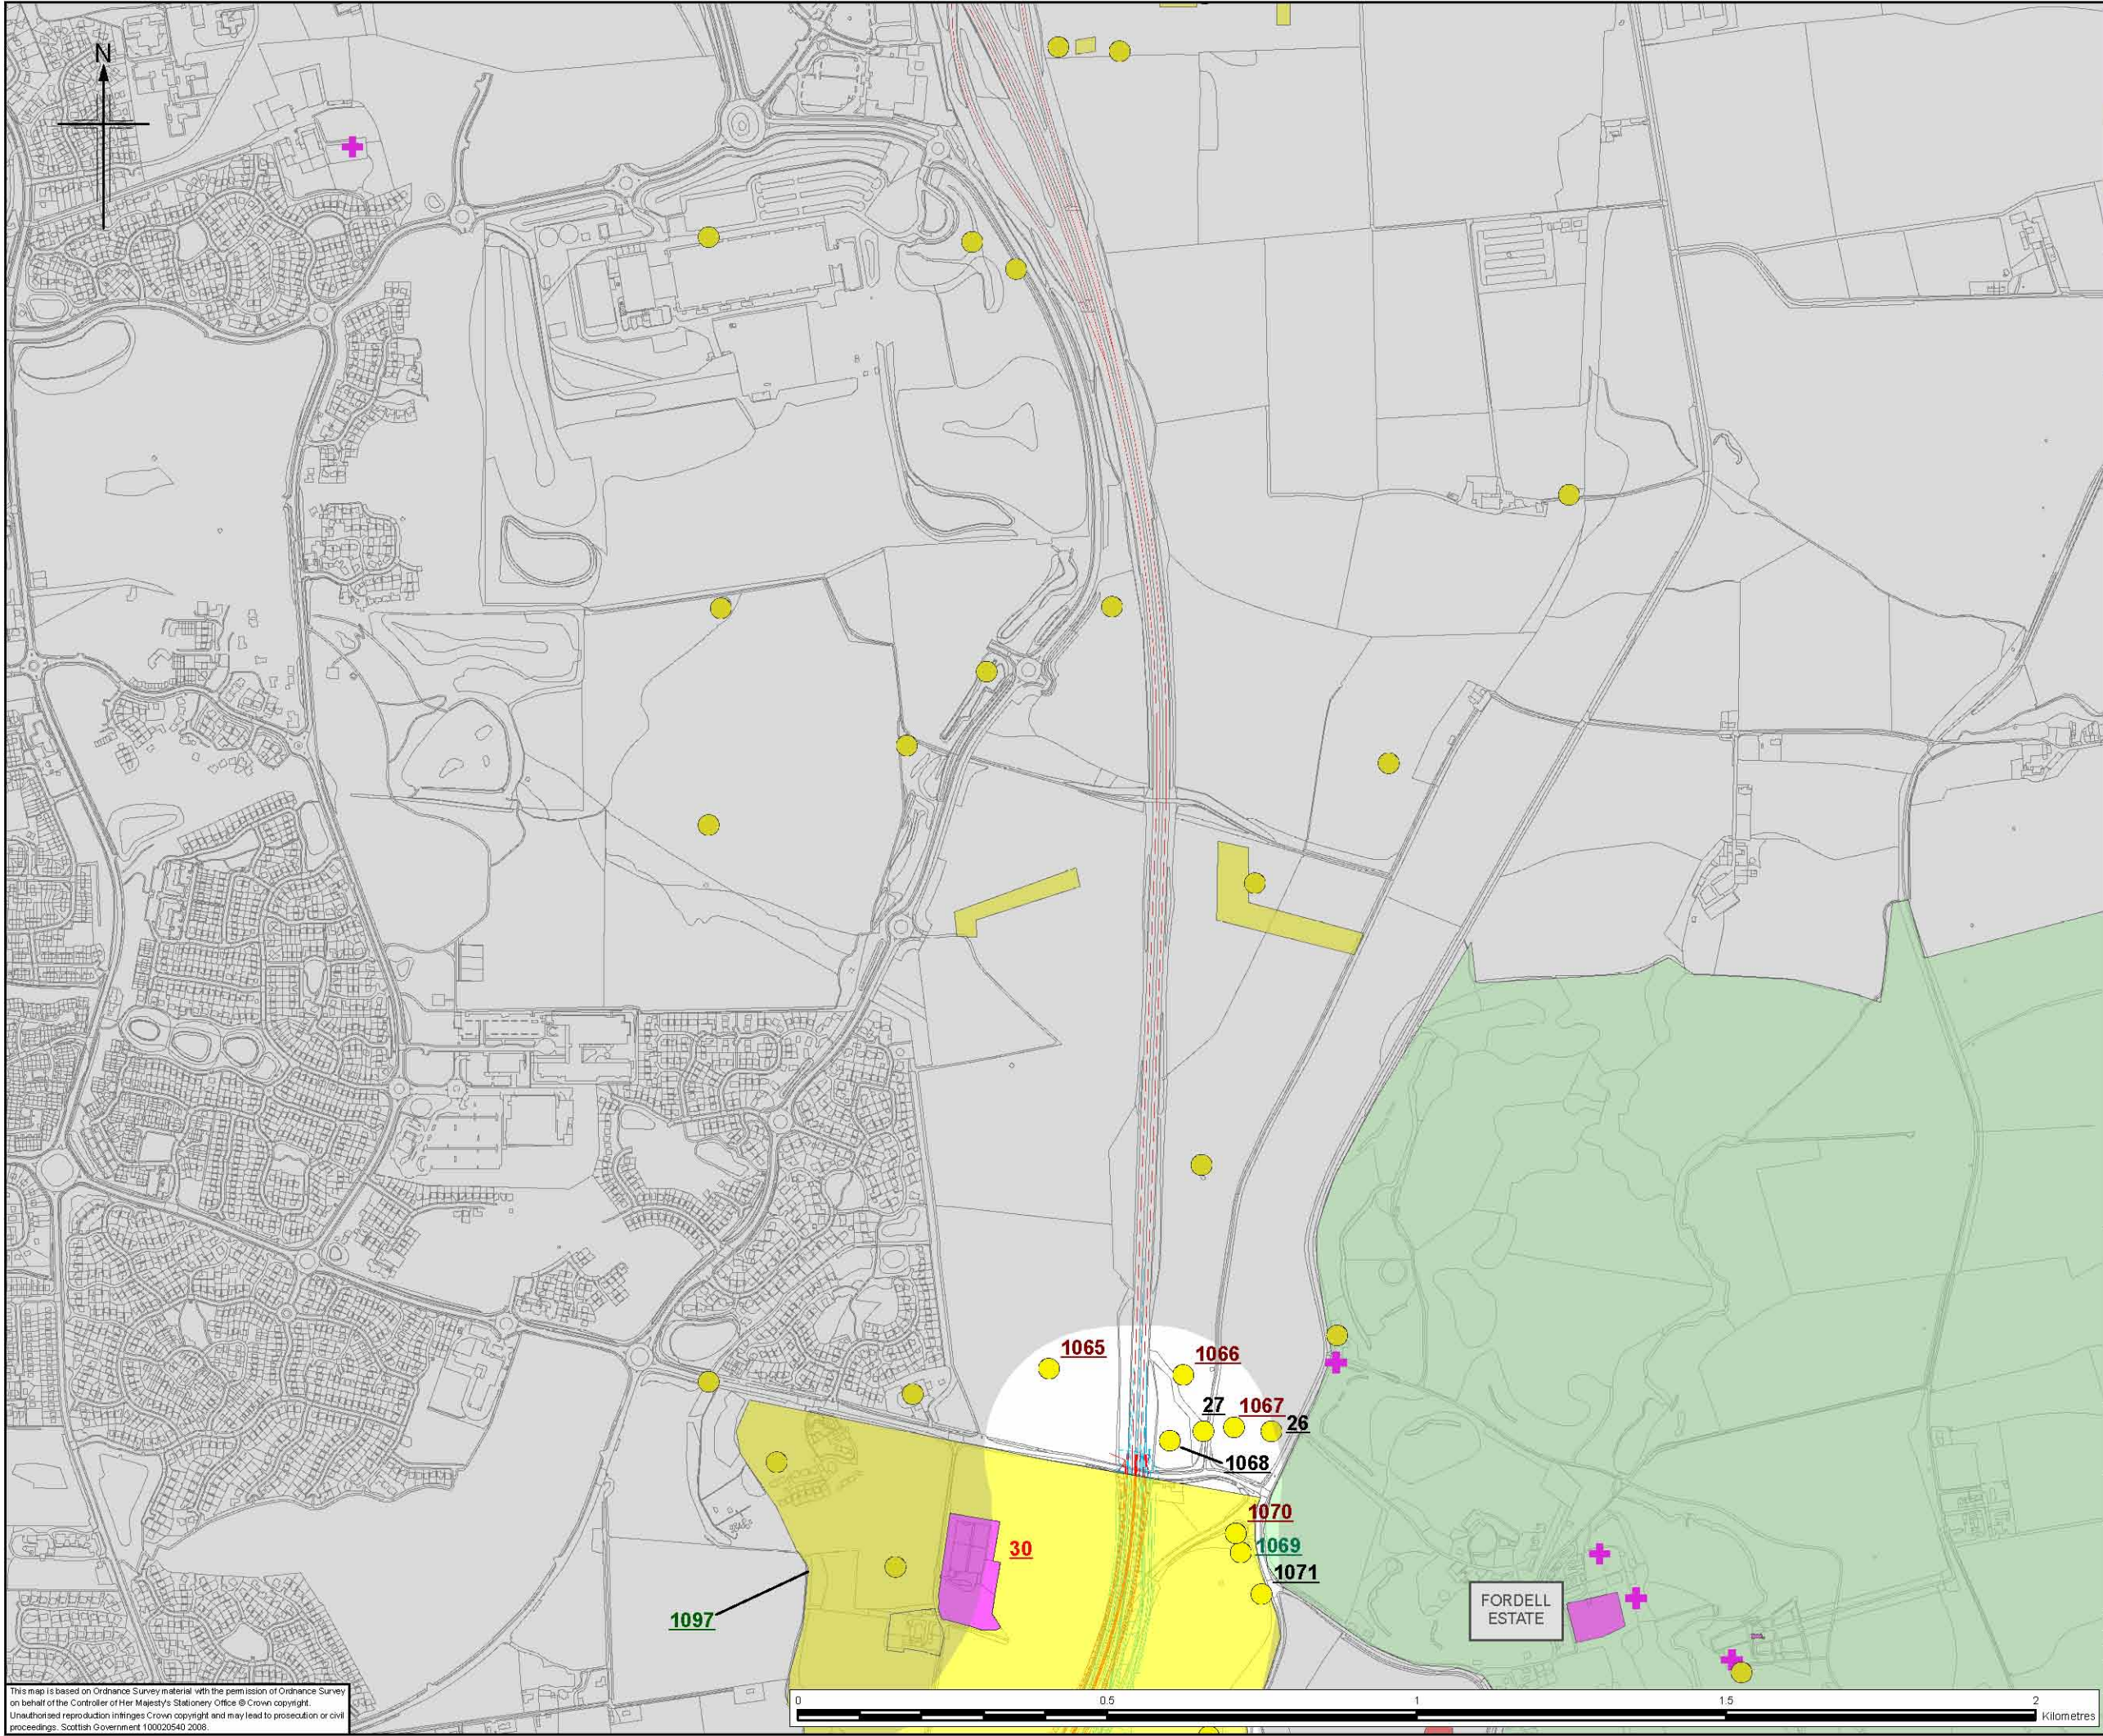 N
1065
1066
27
1067
26
1068
1070
1069
30
1071
1097
FORDELL
ESTATE
This map is based on Ordnance Survey material with the permission of Ordnance Survey
on behalf of the Controller of Her Majesty's Stationery Office © Crown copyright.
Unauthorised reproduction infringes Crown copyright and may lead to prosecution or civil
proceedings. Scottish Government 100020540 2008.
0 0.5 1 1.5 2
Kilometres